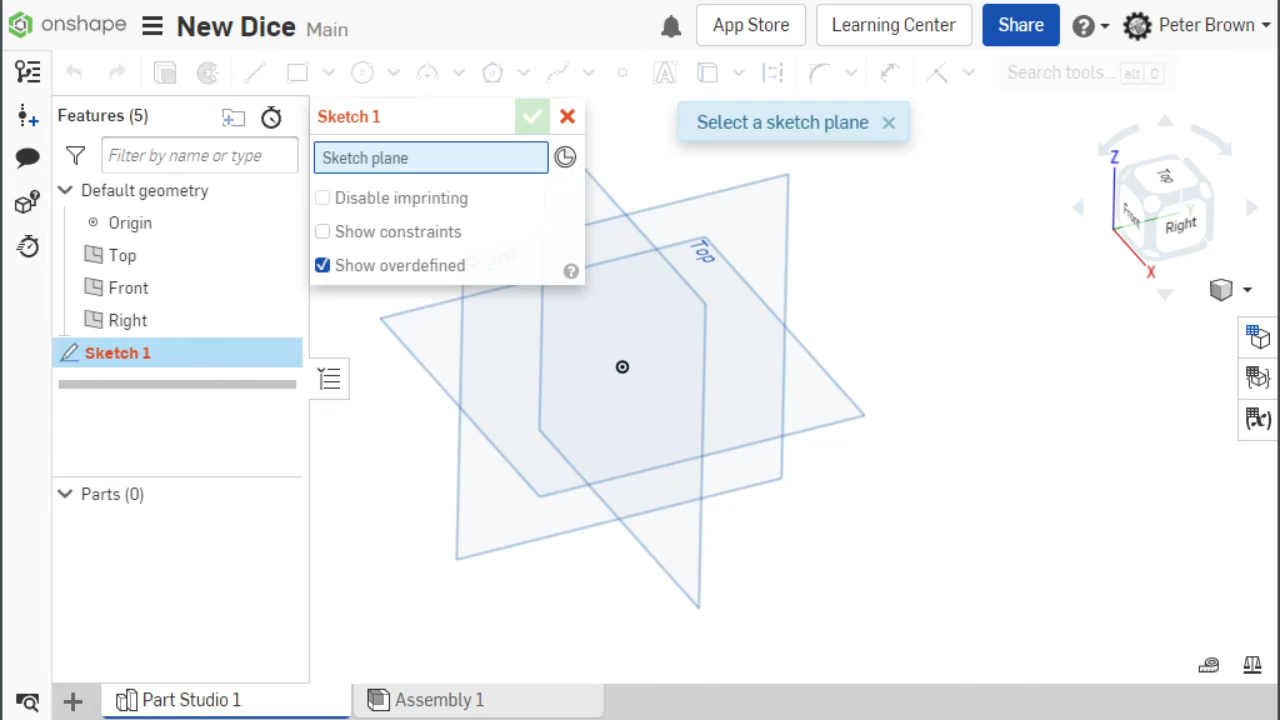 onshape New Dice Main
App Store
Learning Center
Share
Peter Brown
Search tools... alt C
Features (5)
Filter by name or type
Default geometry
Origin
Top
Front
Right
Sketch 1
Parts (0)
Sketch 1
Sketch plane
Disable imprinting
Show constraints
Show overdefined
Right
Top
Select a sketch plane
Z
Top
Front
Y
Right
X
Part Studio 1
Assembly 1